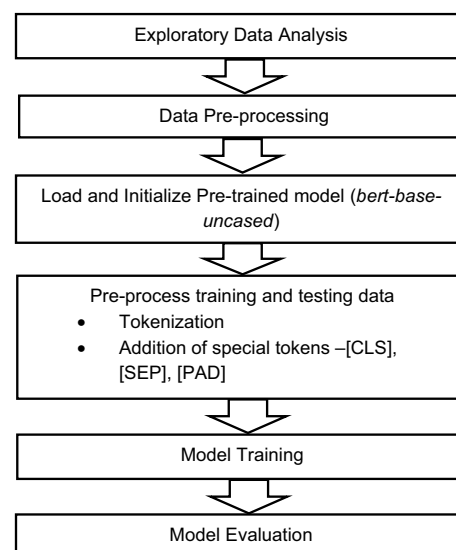 Exploratory Data Analysis
Data Pre-processing
Load and Initialize Pre-trained model (bert-base-
uncased)
Pre-process training and testing data
• Tokenization
• Addition of special tokens –[CLS],
[SEP], [PAD]
Model Training
Model Evaluation